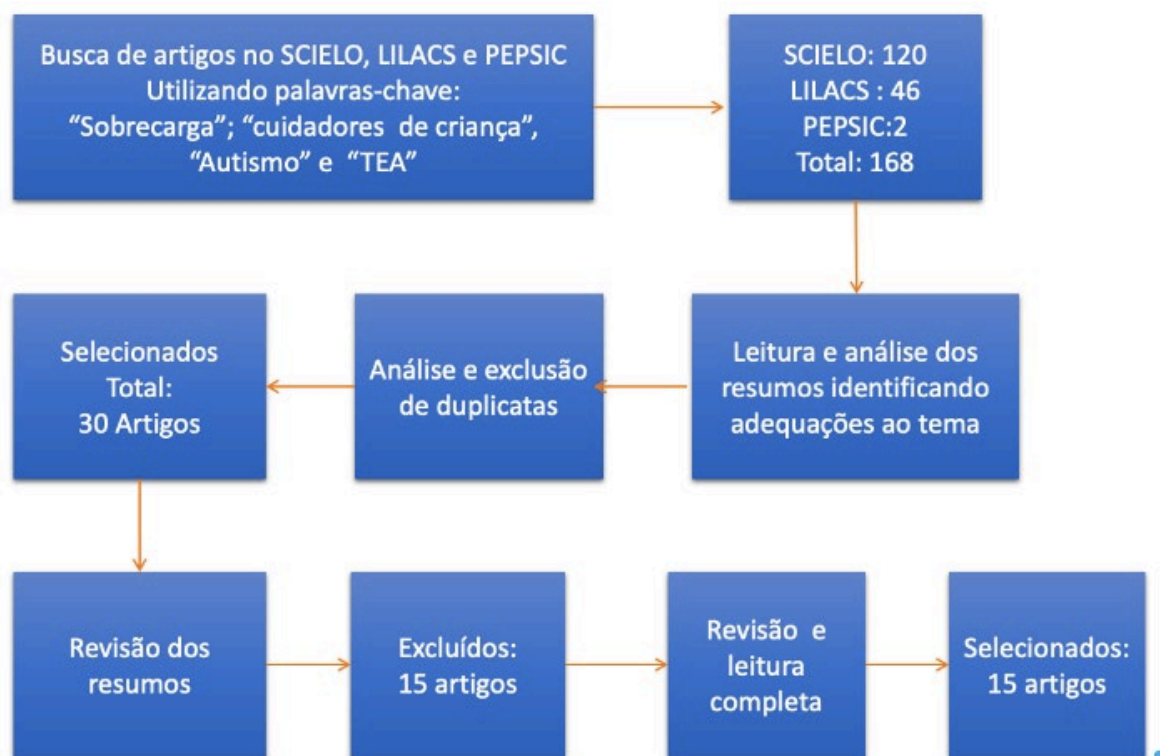 Busca de artigos no SCIELO, LILACS e PEPSIC
Utilizando palavras-chave:
“Sobrecarga”; “cuidadores de criança”,
“Autismo” e “TEA”
SCIELO: 120
LILACS : 46
PEPSIC:2
Total: 168
Leitura e análise dos
resumos identificando
adequações ao tema
Análise e exclusão
de duplicatas
Selecionados
Total:
30 Artigos
Revisão dos
resumos
Excluídos:
15 artigos
Revisão e
leitura
completa
Selecionados:
15 artigos